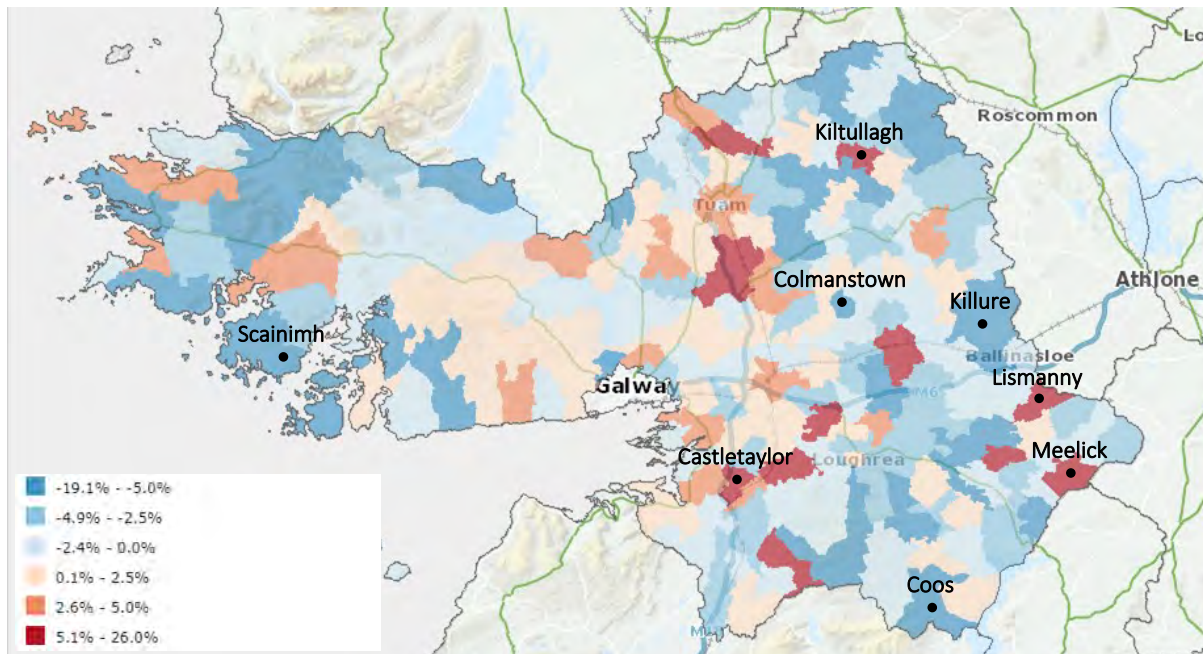 Lo
Roscommon
Kiltullagh
Tuam
Colmanstown
Athlone
Killure
Scainimh
Ballinasloe
Galway
Lismanny
M6
Castletaylor
Loughrea
Meelick
-19.1% - -5.0%
-4.9% - -2.5%
-2.4% - 0.0%
0.1% - 2.5%
2.6% - 5.0%
5.1% - 26.0%
Coos